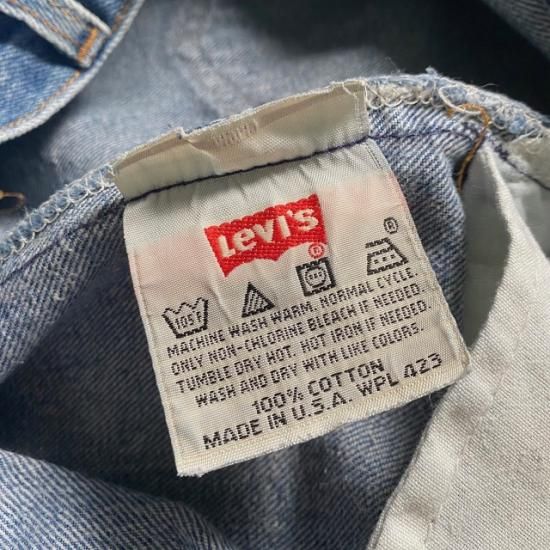 Levi's
®
®
105F
MACHINE WASH WARM. NORMAL CYCLE.
ONLY NON-CHLORINE BLEACH IF NEEDED.
TUMBLE DRY HOT. HOT IRON IF NEEDED.
WASH AND DRY WITH LIKE COLORS.
100% COTTON
MADE IN U.S.A. WPL 423